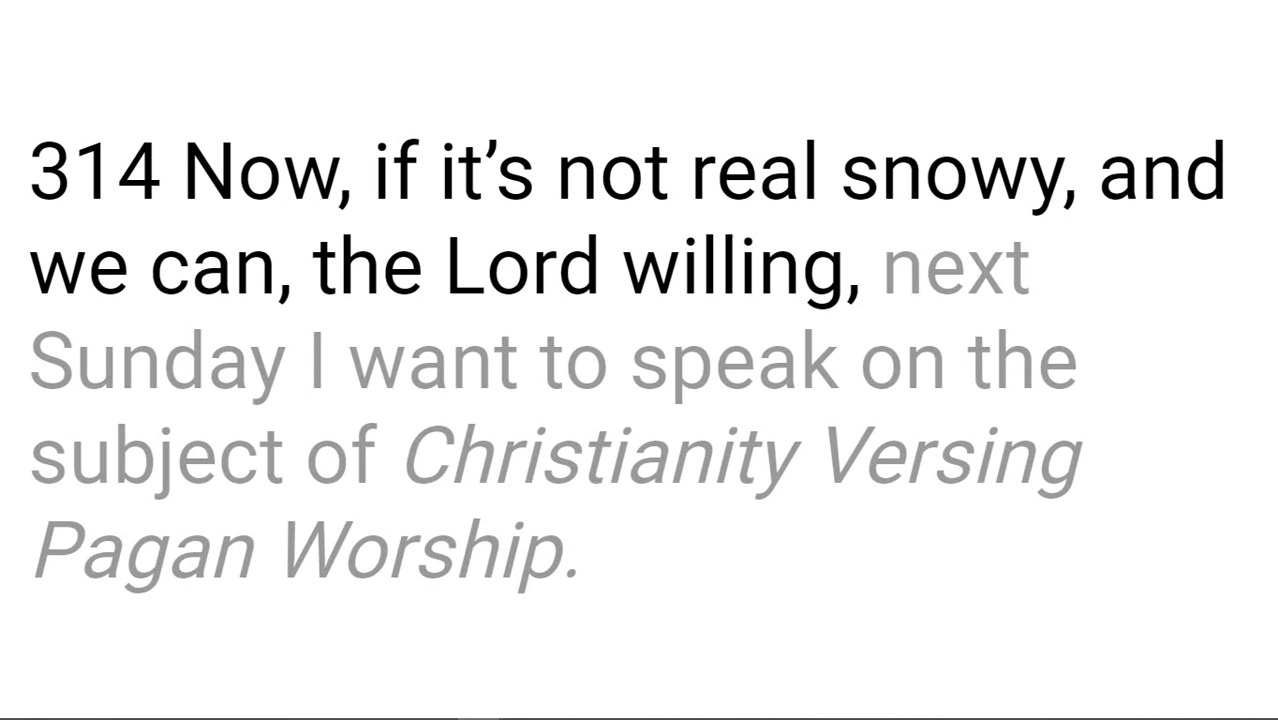 314 Now, if it’s not real snowy, and
we can, the Lord willing, next
Sunday I want to speak on the
subject of Christianity Versing
Pagan Worship.